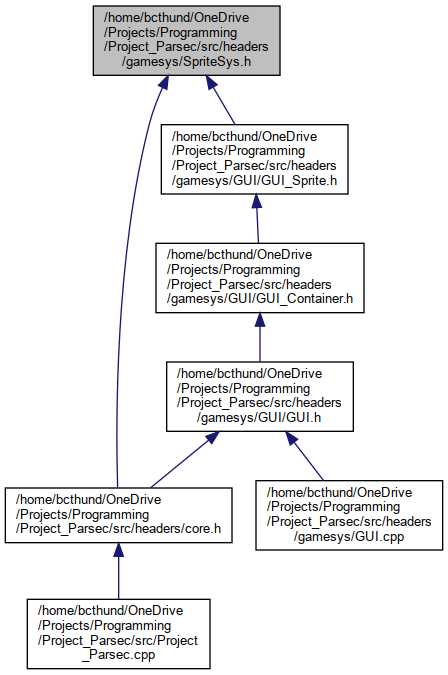 /home/bcthund/OneDrive
/Projects/Programming
/Project_Parsec/src/headers
/gamesys/SpriteSys.h
/home/bcthund/OneDrive
/Projects/Programming
/Project_Parsec/src/headers
/gamesys/GUI/GUI_Sprite.h
/home/bcthund/OneDrive
/Projects/Programming
/Project_Parsec/src/headers
/gamesys/GUI/GUI_Container.h
/home/bcthund/OneDrive
/Projects/Programming
/Project_Parsec/src/headers
/gamesys/GUI/GUI.h
/home/bcthund/OneDrive
/Projects/Programming
/Project_Parsec/src/headers/core.h
/home/bcthund/OneDrive
/Projects/Programming
/Project_Parsec/src/headers
/gamesys/GUI.cpp
/home/bcthund/OneDrive
/Projects/Programming
/Project_Parsec/src/Project
_Parsec.cpp